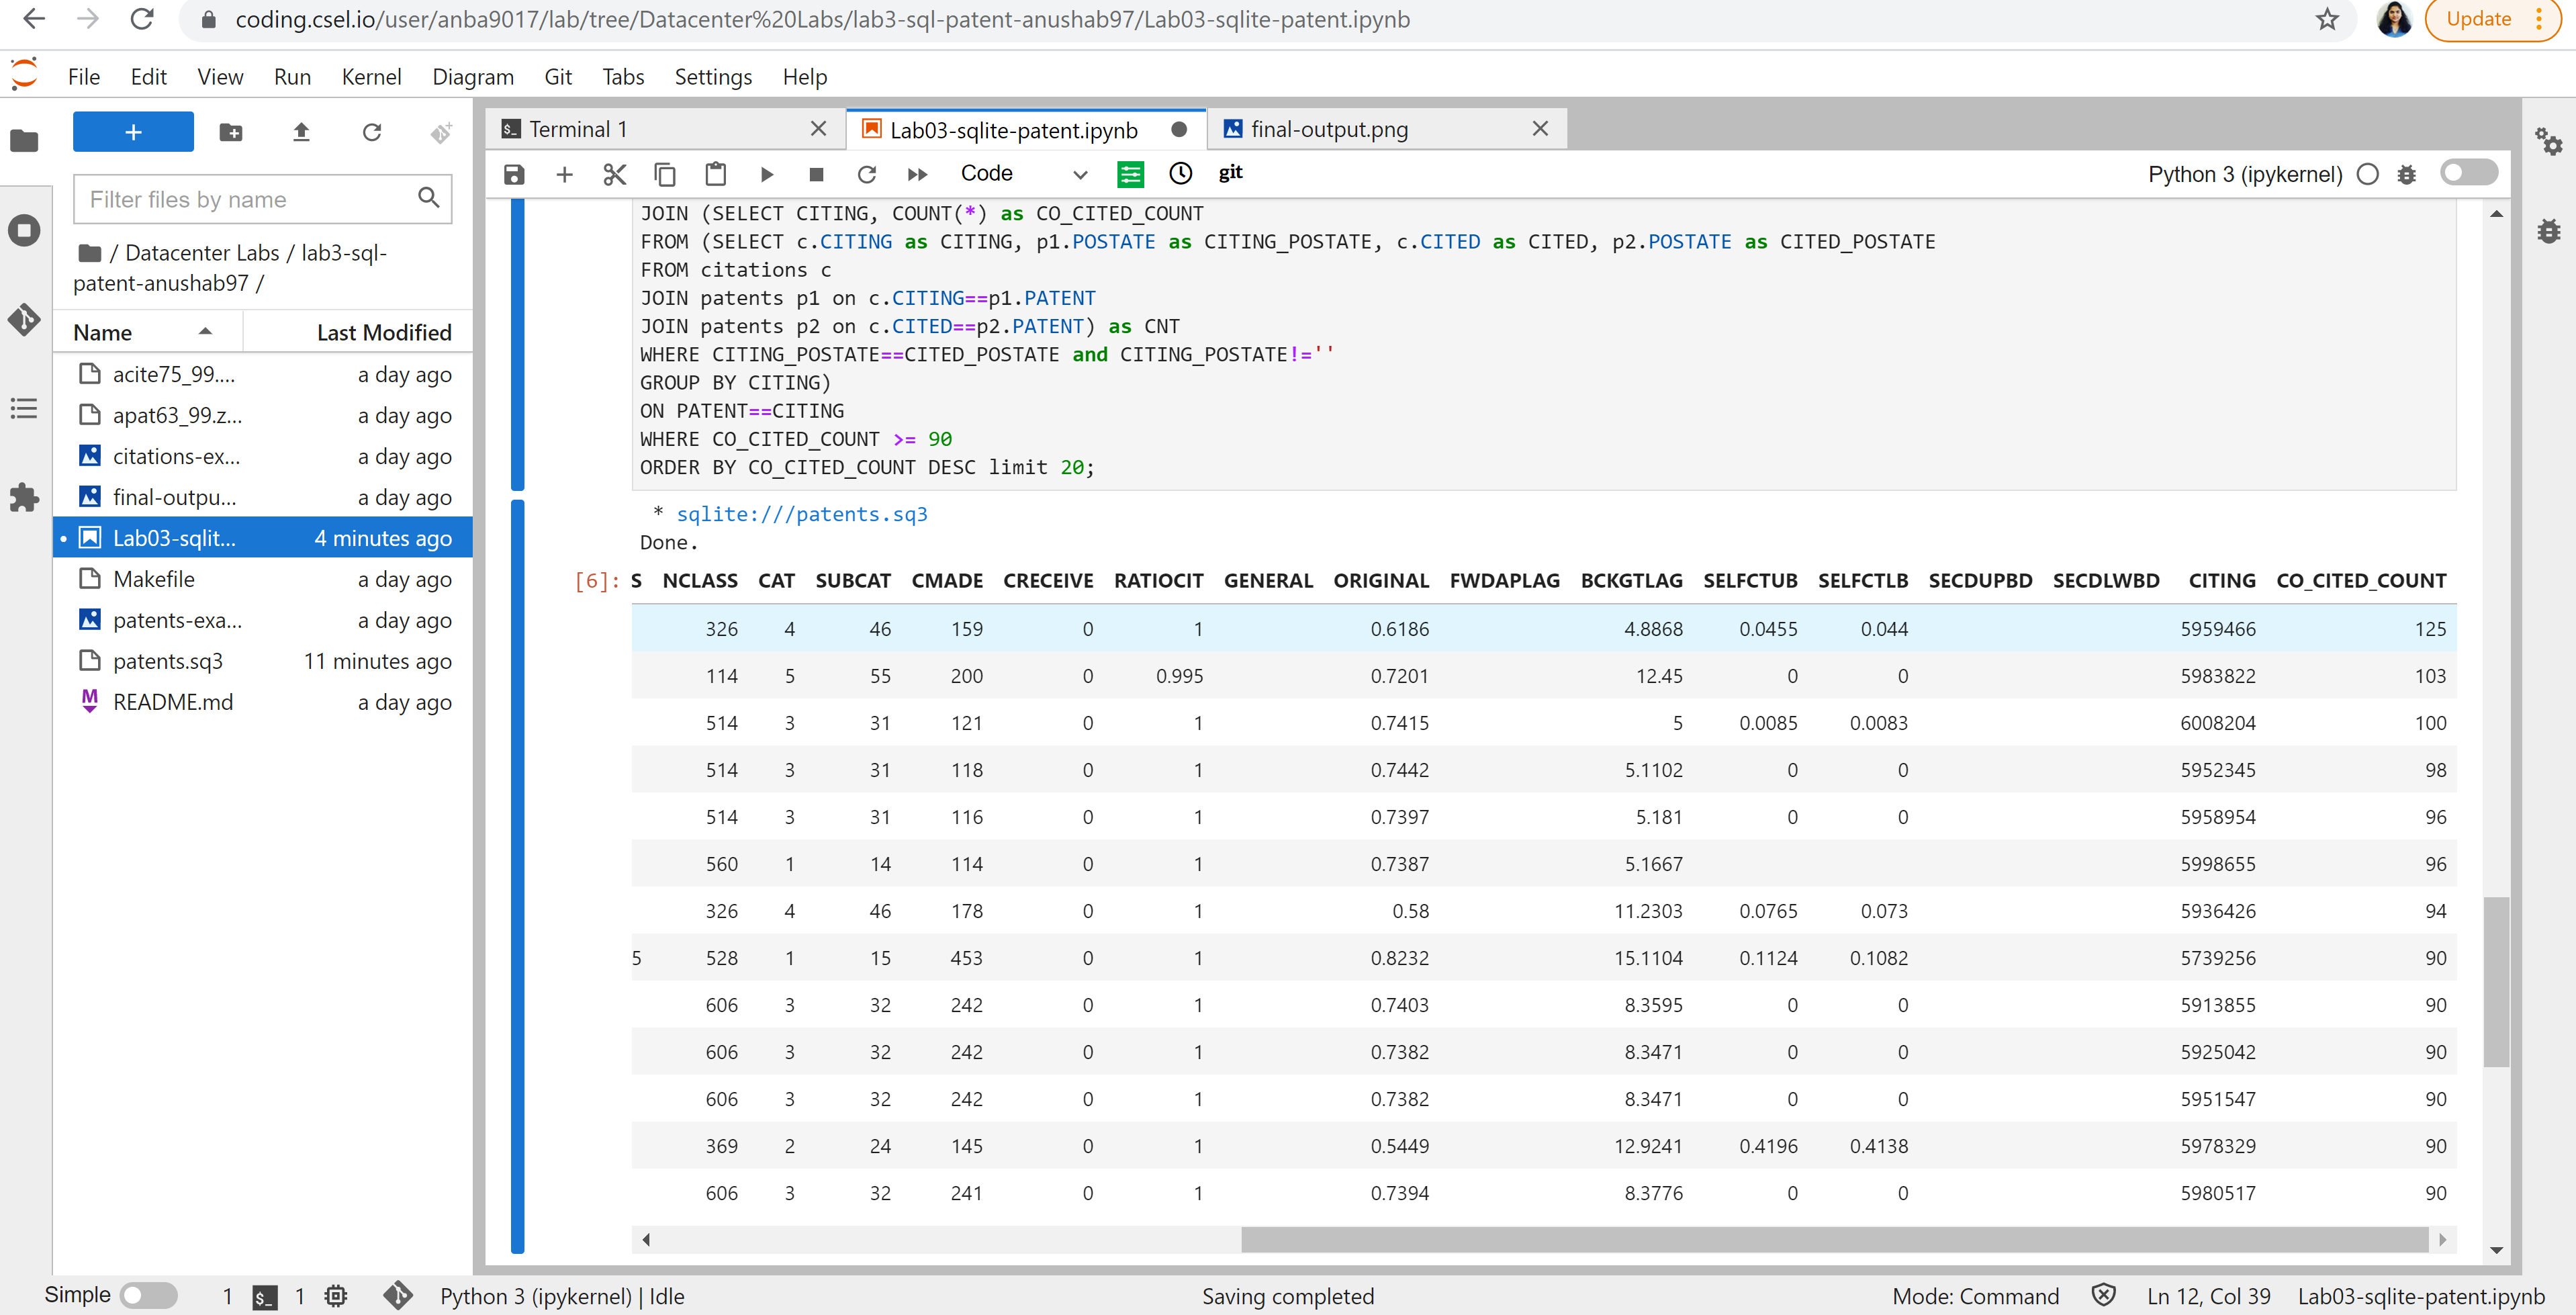 coding.csel.io/user/anba9017/lab/tree/Datacenter%20Labs/lab3-sql-patent-anushab97/Lab03-sqlite-patent.ipynb
Update
File Edit View Run Kernel Diagram Git Tabs Settings Help
+
Filter files by name
/ Datacenter Labs / lab3-sql-
patent-anushab97 /
Name Last Modified
acite75_99.... a day ago
apat63_99.z... a day ago
citations-ex... a day ago
final-outpu... a day ago
Lab03-sqlit... 4 minutes ago
Makefile a day ago
patents-exa... a day ago
patents.sq3 11 minutes ago
README.md a day ago
Terminal 1
Lab03-sqlite-patent.ipynb
final-output.png
Code
git
Python 3 (ipykernel)
JOIN (SELECT CITING, COUNT(*) as CO_CITED_COUNT
FROM (SELECT c.CITING as CITING, p1.POSTATE as CITING_POSTATE, c.CITED as CITED, p2.POSTATE as CITED_POSTATE
FROM citations c
JOIN patents p1 on c.CITING==p1.PATENT
JOIN patents p2 on c.CITED==p2.PATENT) as CNT
WHERE CITING_POSTATE==CITED_POSTATE and CITING_POSTATE!=''
GROUP BY CITING)
ON PATENT==CITING
WHERE CO_CITED_COUNT >= 90
ORDER BY CO_CITED_COUNT DESC limit 20;
* sqlite:///patents.sq3
Done.
[6]: S NCLASS CAT SUBCAT CMADE CRECEIVE RATIOCIT GENERAL ORIGINAL FWDAPLAG BCKGTLAG SELFCTUB SELFCTLB SECDUPBD SECDLWBD CITING CO_CITED_COUNT
326 4 46 159 0 1 0.6186 4.8868 0.0455 0.044 5959466 125
114 5 55 200 0 0.995 0.7201 12.45 0 0 5983822 103
514 3 31 121 0 1 0.7415 5 0.0085 0.0083 6008204 100
514 3 31 118 0 1 0.7442 5.1102 0 0 5952345 98
514 3 31 116 0 1 0.7397 5.181 0 0 5958954 96
560 1 14 114 0 1 0.7387 5.1667 5998655 96
326 4 46 178 0 1 0.58 11.2303 0.0765 0.073 5936426 94
5 528 1 15 453 0 1 0.8232 15.1104 0.1124 0.1082 5739256 90
606 3 32 242 0 1 0.7403 8.3595 0 0 5913855 90
606 3 32 242 0 1 0.7382 8.3471 0 0 5925042 90
606 3 32 242 0 1 0.7382 8.3471 0 0 5951547 90
369 2 24 145 0 1 0.5449 12.9241 0.4196 0.4138 5978329 90
606 3 32 241 0 1 0.7394 8.3776 0 0 5980517 90
Simple 1 $_ 1 Python 3 (ipykernel) | Idle Saving completed Mode: Command Ln 12, Col 39 Lab03-sqlite-patent.ipynb